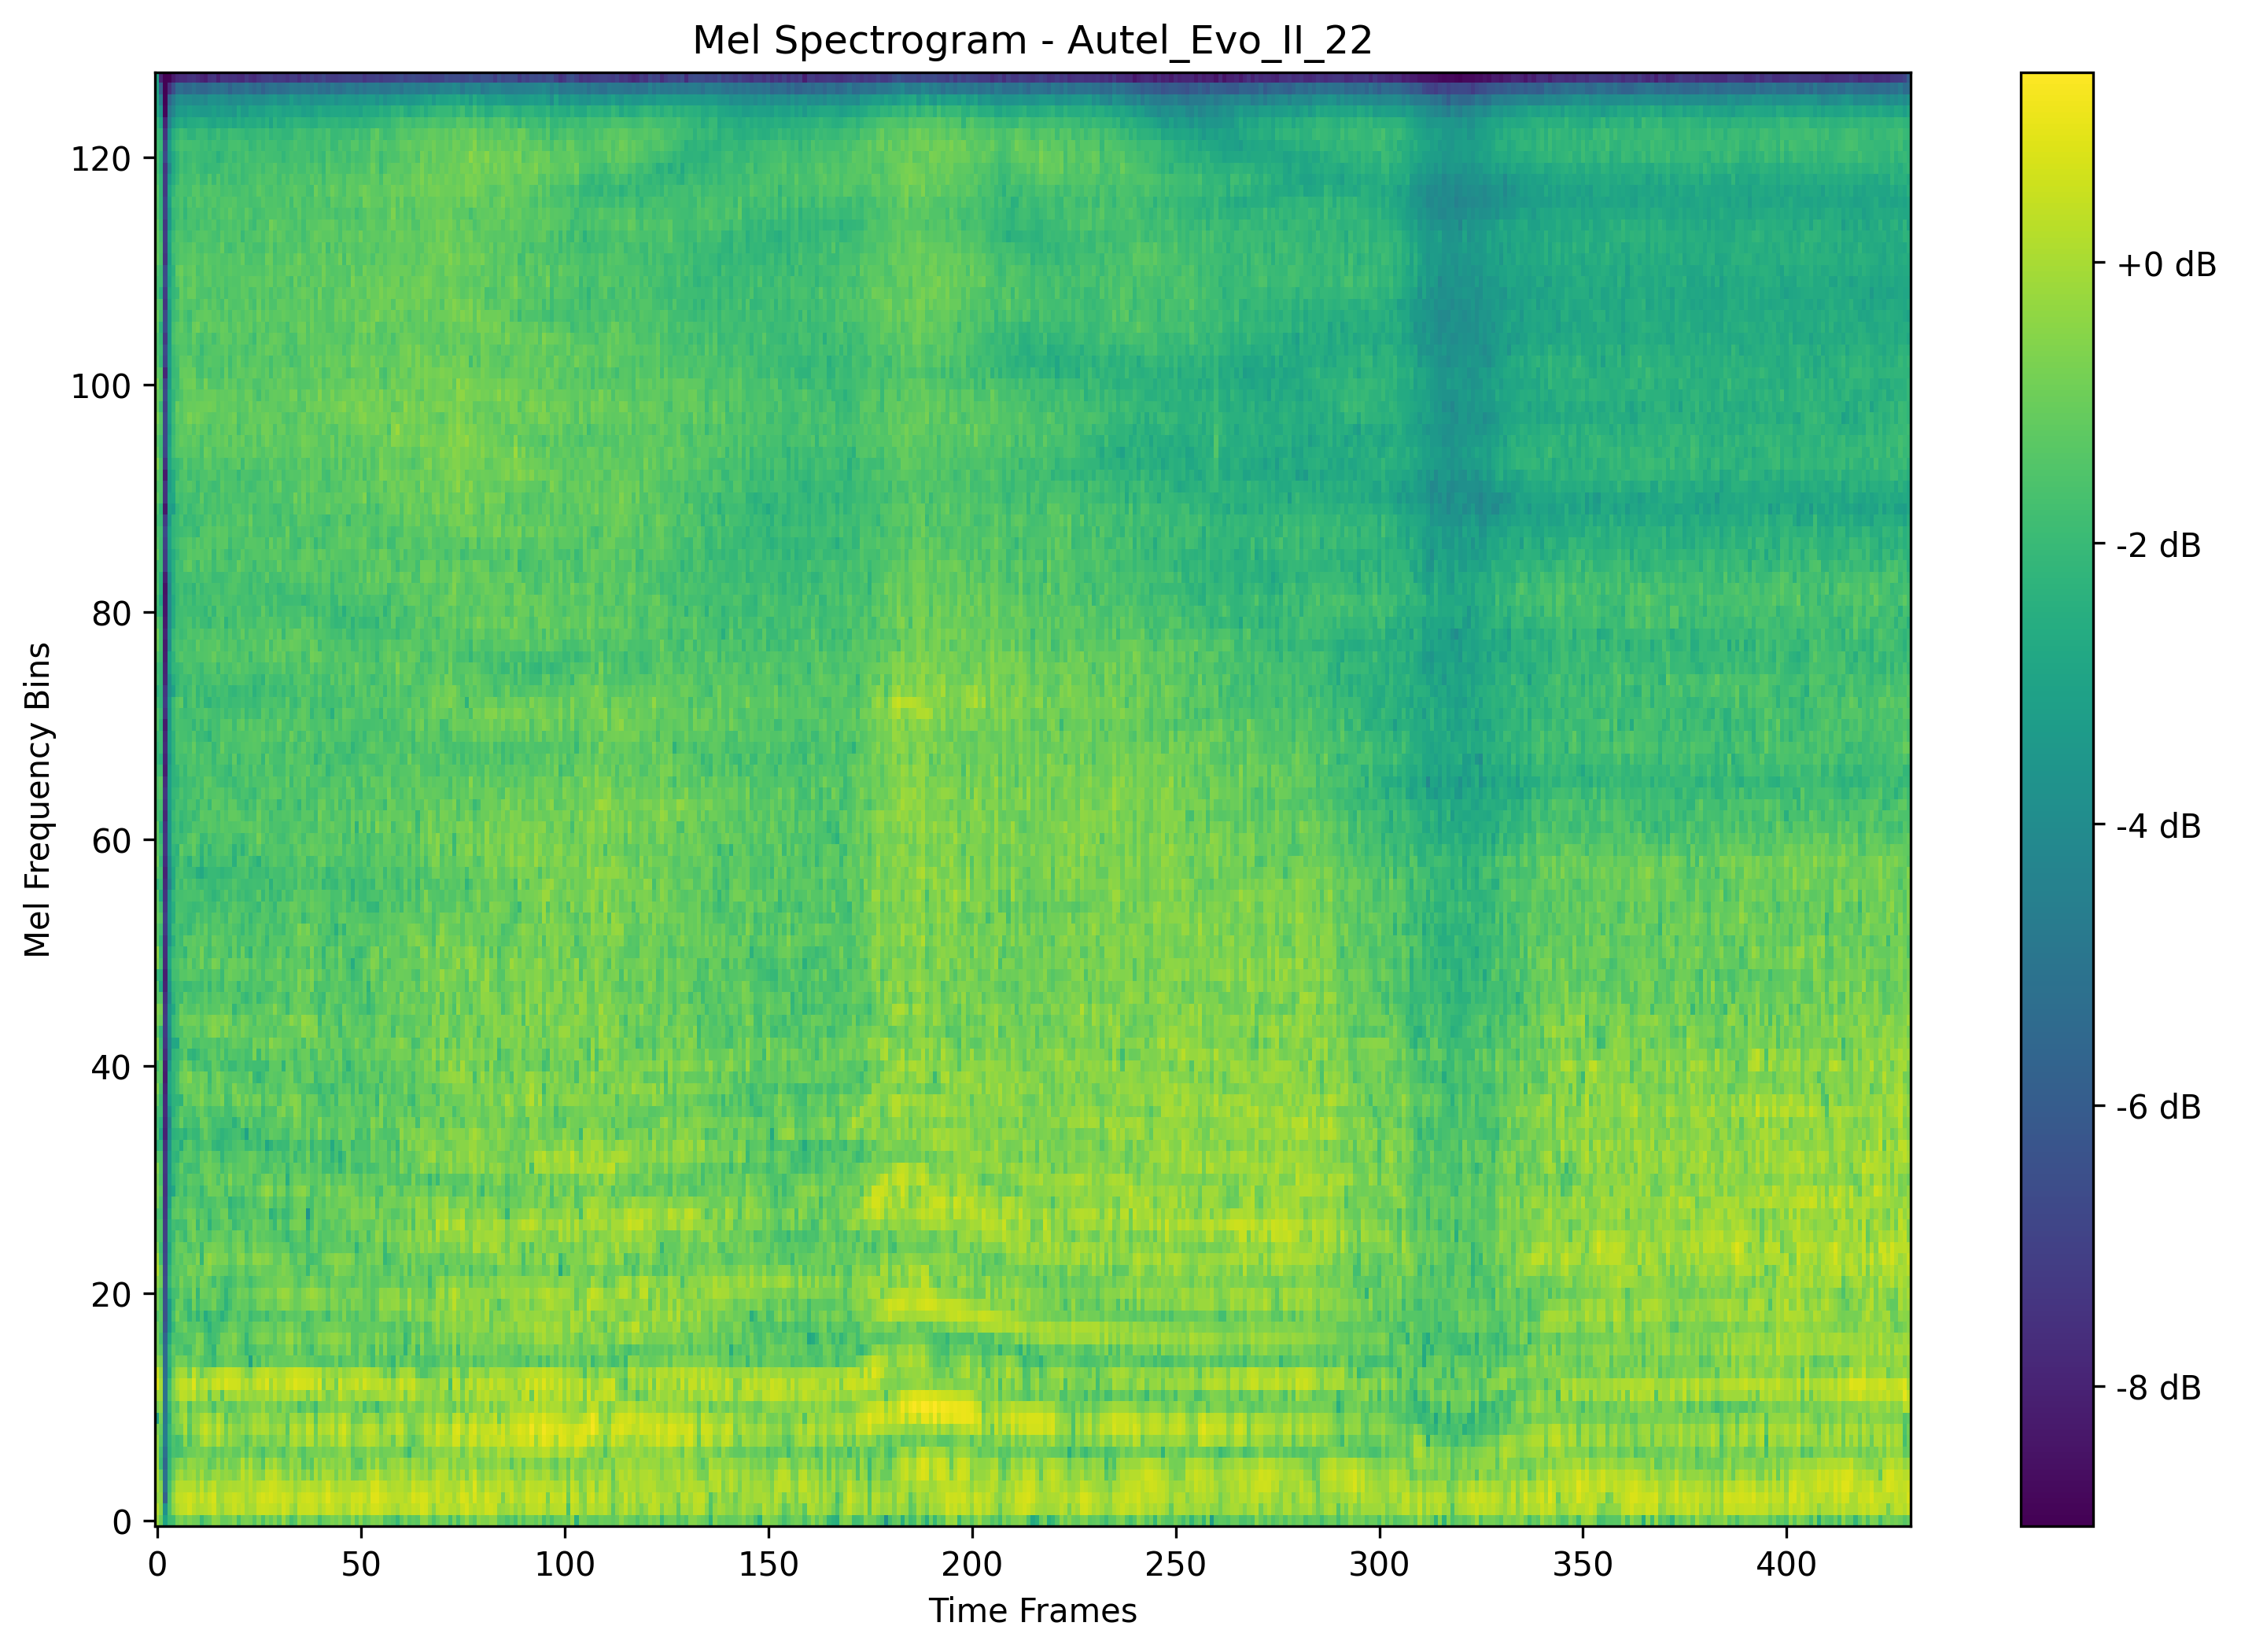 Mel Spectrogram - Autel_Evo_II_22
Mel Frequency Bins
120
100
80
60
40
20
0
0 50 100 150 200 250 300 350 400
Time Frames
+0 dB
-2 dB
-4 dB
-6 dB
-8 dB